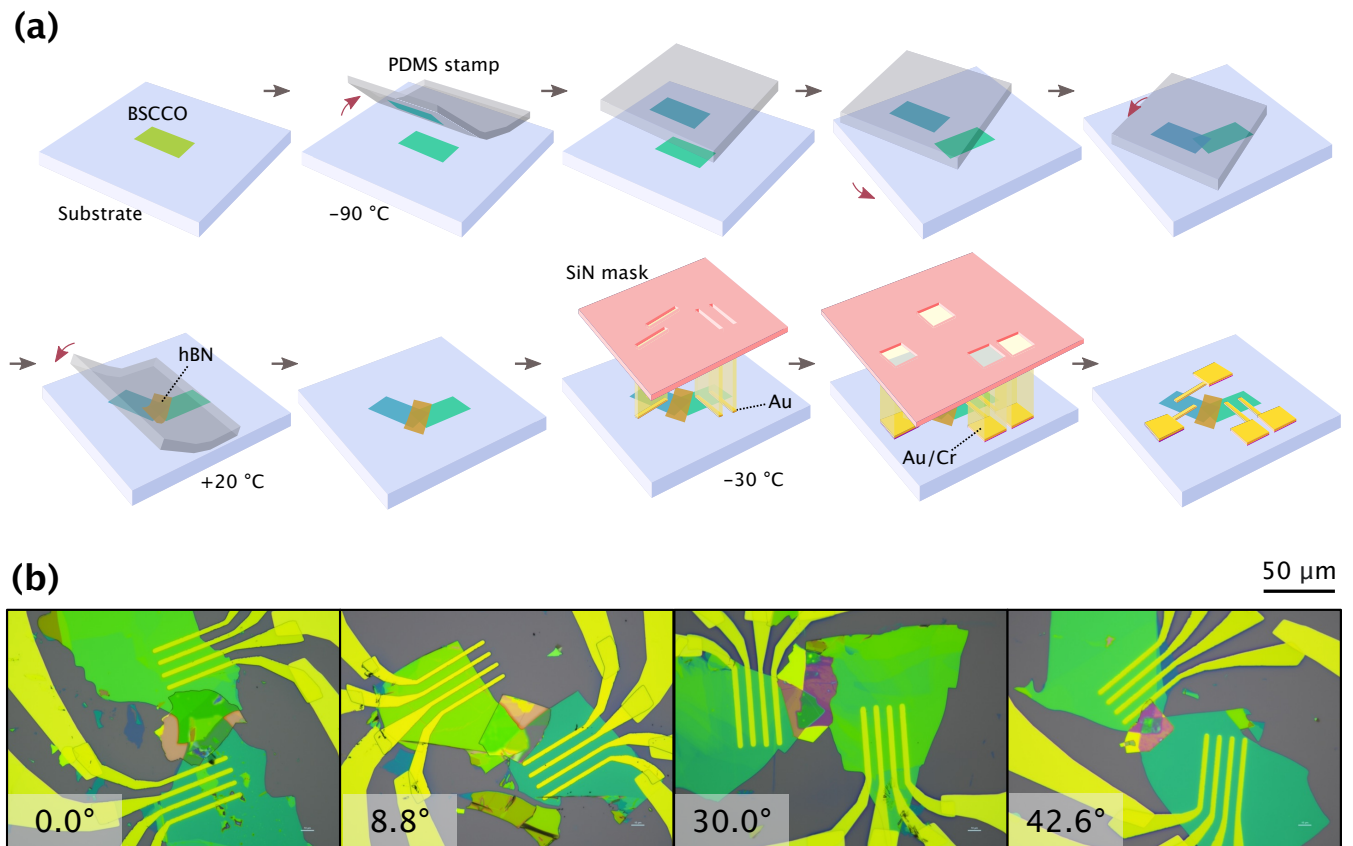 (a)
PDMS stamp
BSCCO
Substrate
−90 °C
SiN mask
hBN
Au
Au/Cr
+20 °C
−30 °C
(b)
50 µm
0.0°
8.8°
30.0°
42.6°